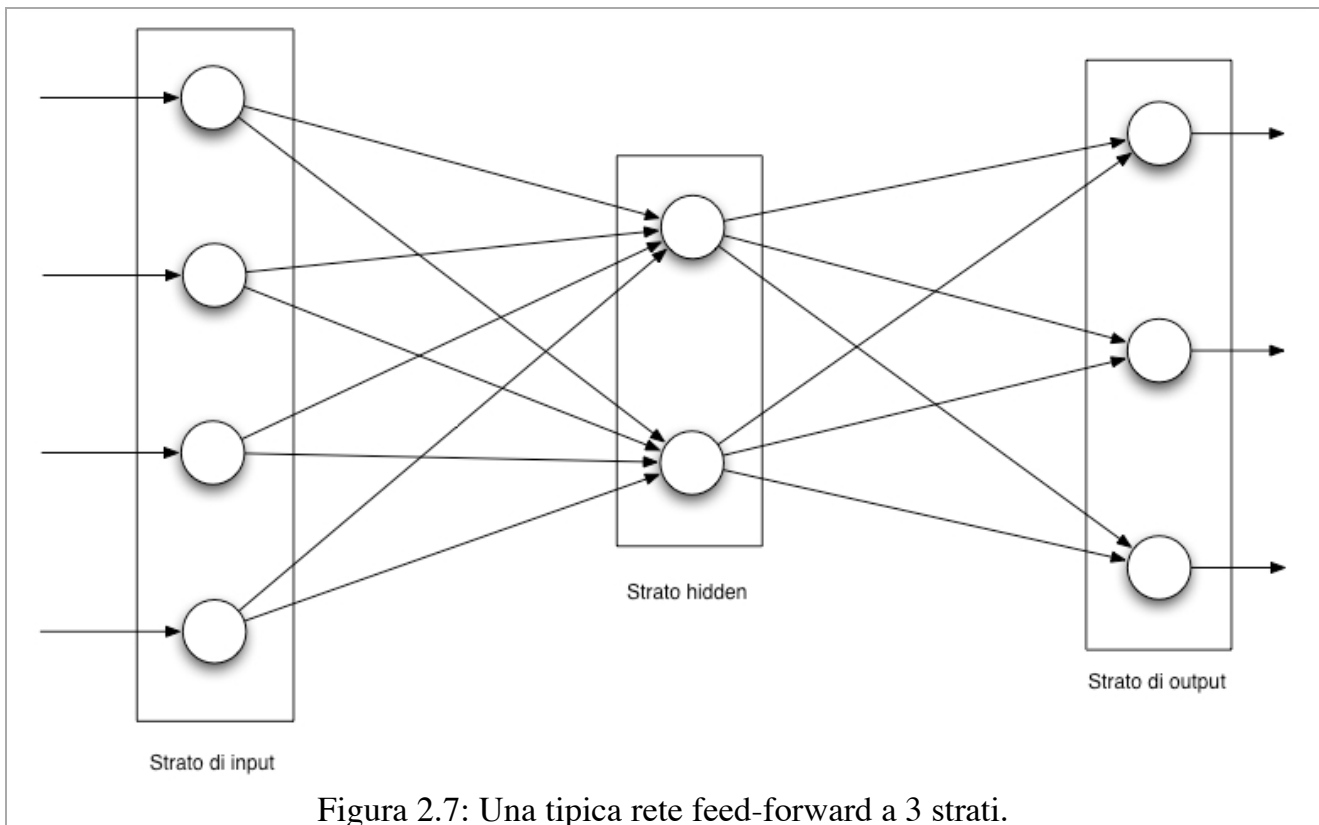 Strato hidden
Strato di output
Strato di input
Figura 2.7: Una tipica rete feed-forward a 3 strati.